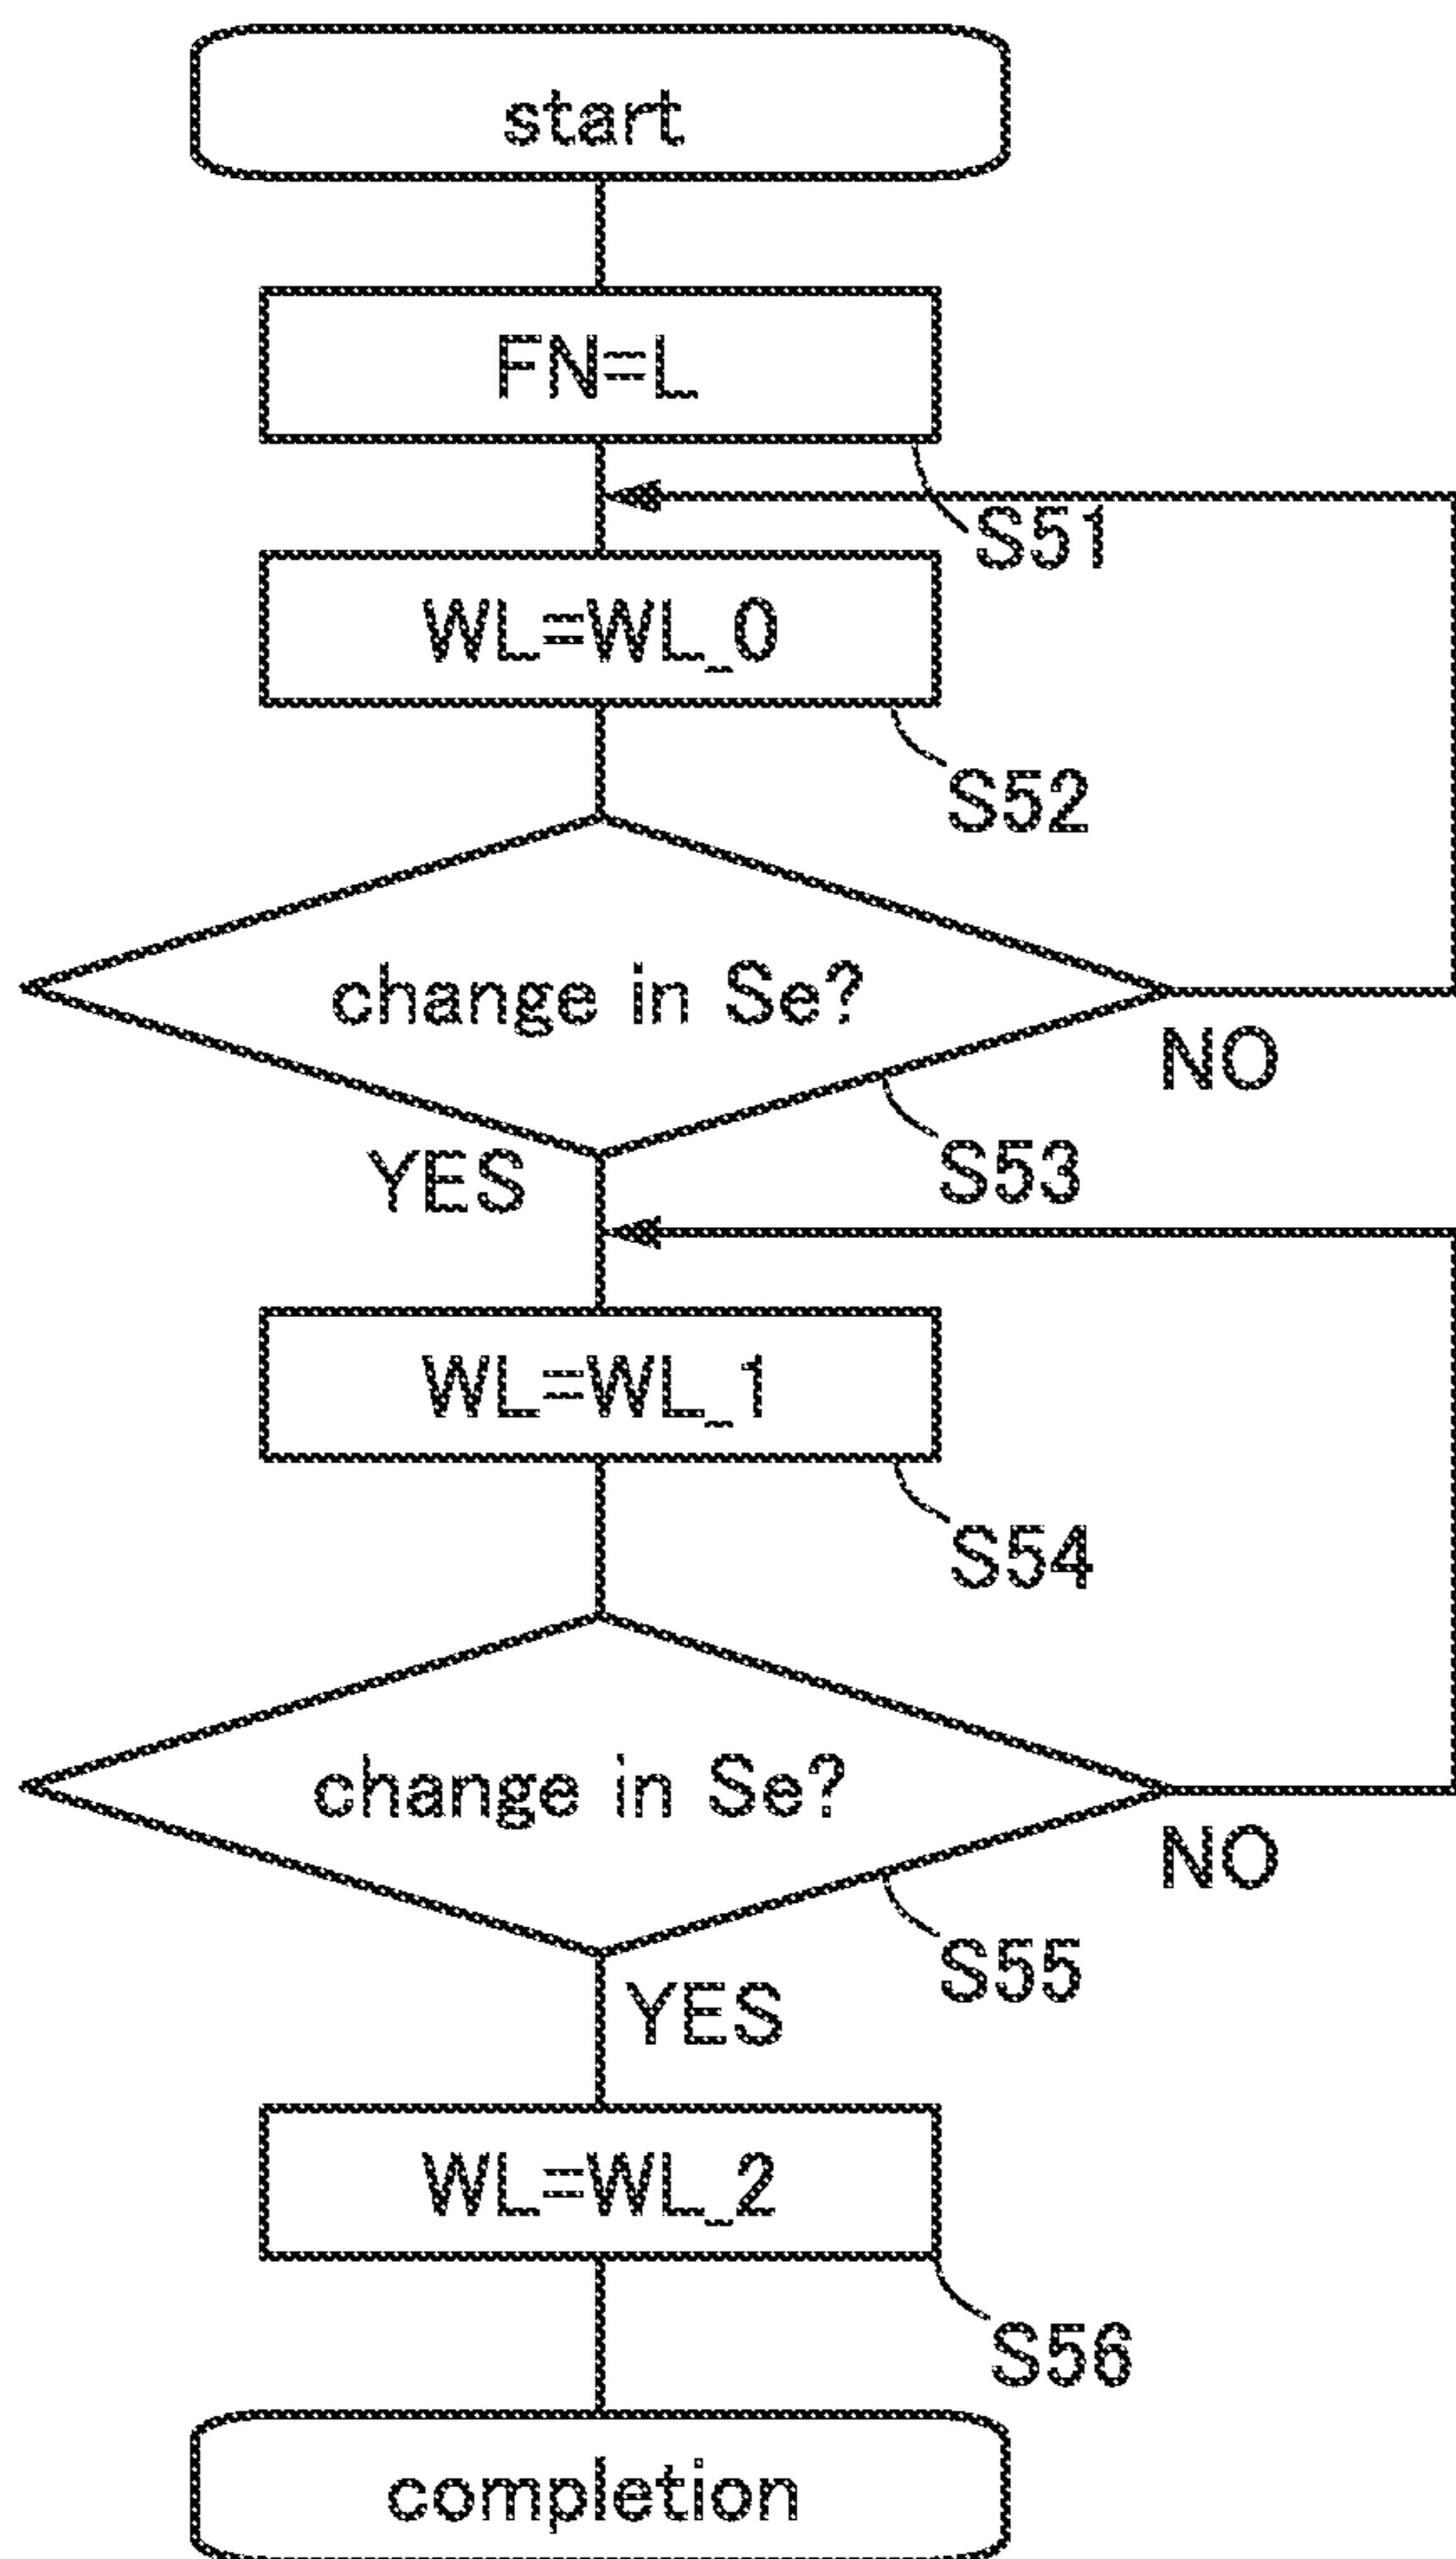 start
FN=L
S51
WL=WL_0
S52
change in Se?
NO
S53
YES
WL=WL_1
S54
change in Se?
NO
S55
YES
WL=WL_2
S56
completion